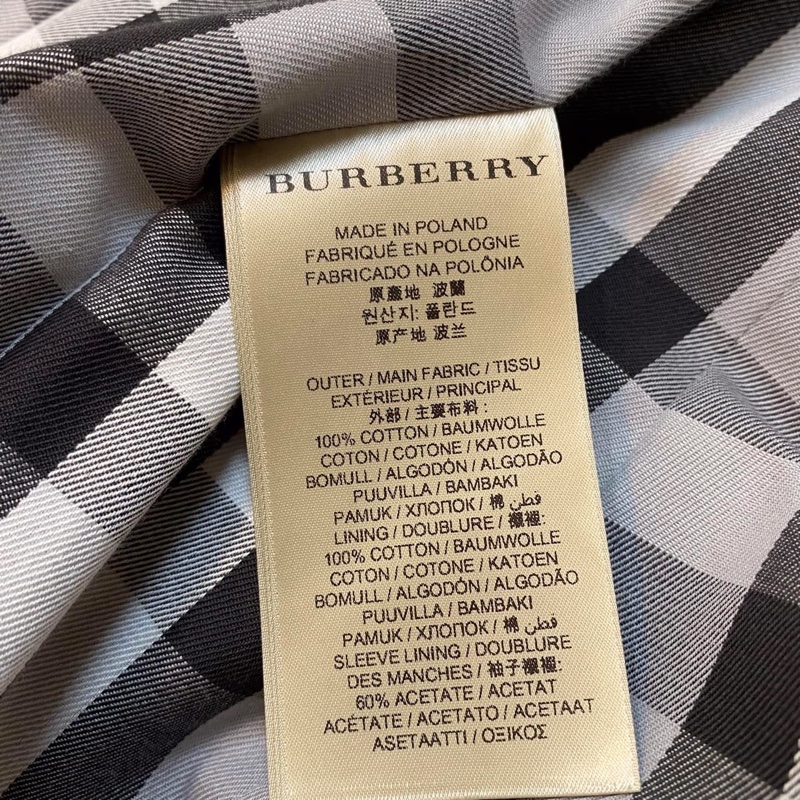 BURBERRY
MADE IN POLAND
FABRIQUÉ EN POLOGNE
FABRICADO NA POLÔNIA
原產地 波蘭
원산지: 폴란드
原产地 波兰
OUTER / MAIN FABRIC / TISSU
EXTÉRIEUR / PRINCIPAL
外部 / 主要布料 :
100% COTTON / BAUMWOLLE
COTON / COTONE / KATOEN
BOMULL / ALGODÓN / ALGODÃO
PUUVILLA / BAMBAKI
PAMUK / ХЛОПОК / 棉 قطن
LINING / DOUBLURE / 襯裡:
100% COTTON / BAUMWOLLE
COTON / COTONE / KATOEN
BOMULL / ALGODÓN / ALGODÃO
PUUVILLA / BAMBAKI
PAMUK / ХЛОПОК / 棉 قطن
SLEEVE LINING / DOUBLURE
DES MANCHES / 袖子襯裡:
60% ACETATE / ACETAT
ACÉTATE / ACETATO / ACETAAT
ASETAATTI / ΟΞΙΚΟΣ